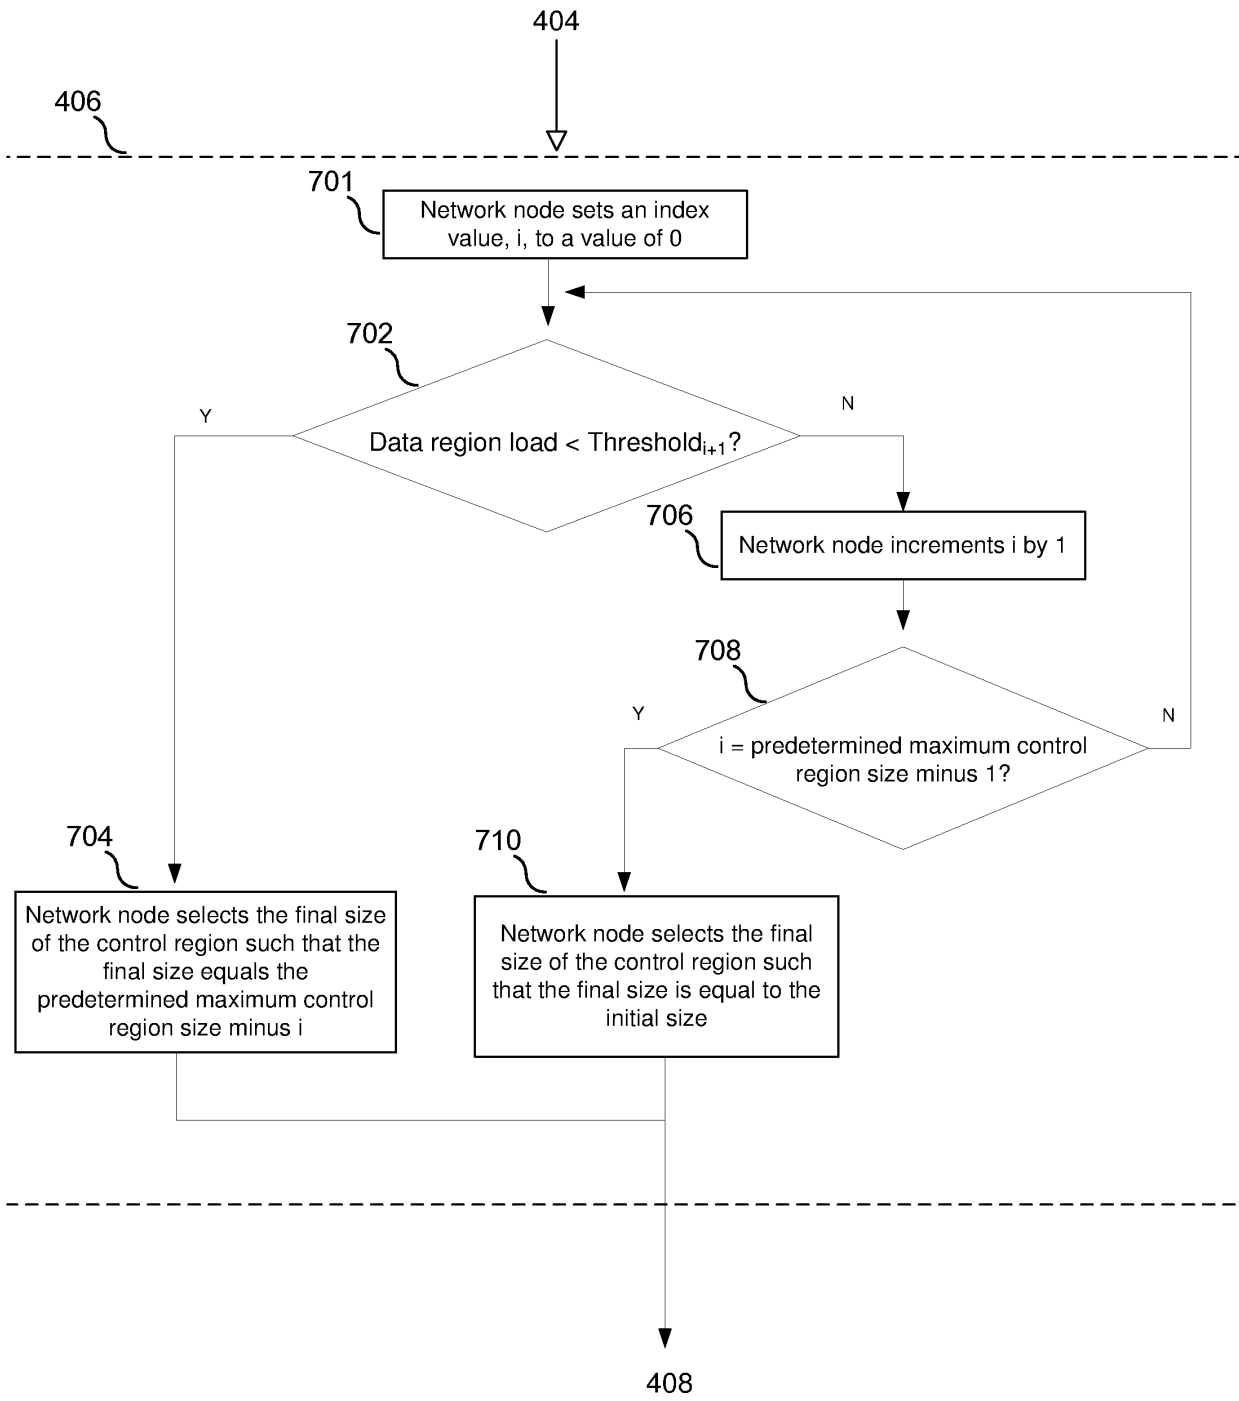 404
406
701
Network node sets an index
value, i, to a value of 0
702
Y
N
Data region load < Thresholdᵢ₊₁?
706
Network node increments i by 1
708
Y
N
i = predetermined maximum control
region size minus 1?
704
710
Network node selects the final size
of the control region such that the
final size equals the
predetermined maximum control
region size minus i
Network node selects the final
size of the control region such
that the final size is equal to the
initial size
408